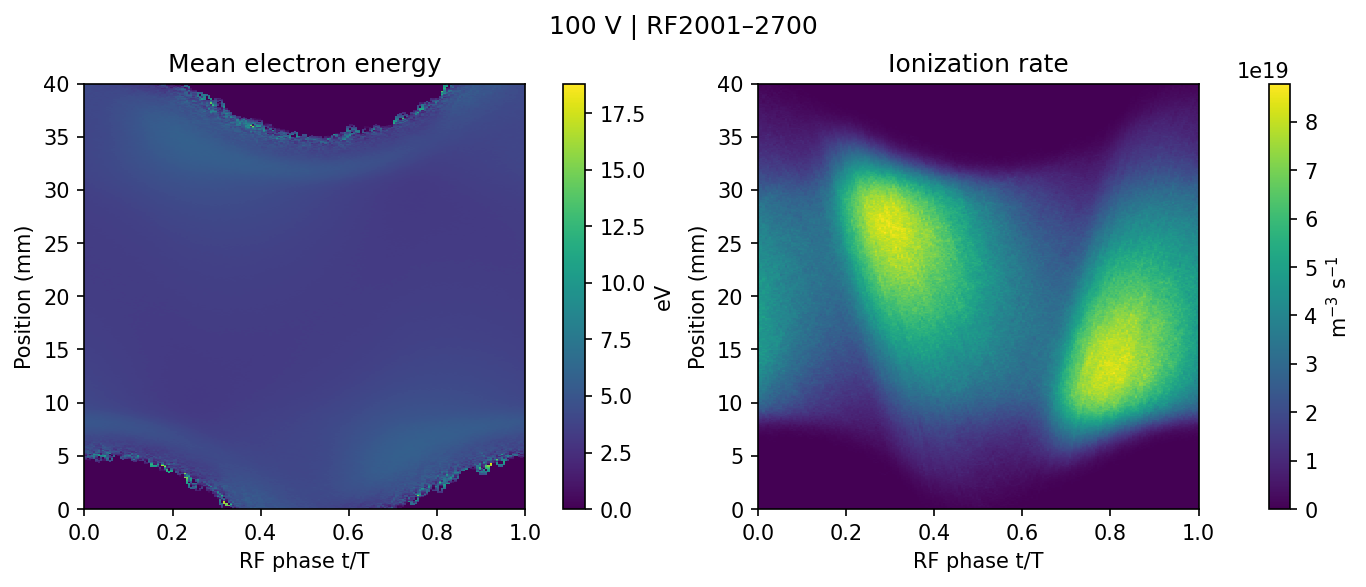 100 V | RF2001–2700
Mean electron energy
40
35
30
25
20
15
10
5
0
Position (mm)
0.0 0.2 0.4 0.6 0.8 1.0
RF phase t/T
17.5
15.0
12.5
10.0
7.5
5.0
2.5
0.0
eV
Ionization rate
40
35
30
25
20
15
10
5
0
Position (mm)
0.0 0.2 0.4 0.6 0.8 1.0
RF phase t/T
1e19
8
7
6
5
4
3
2
1
0
m⁻³ s⁻¹